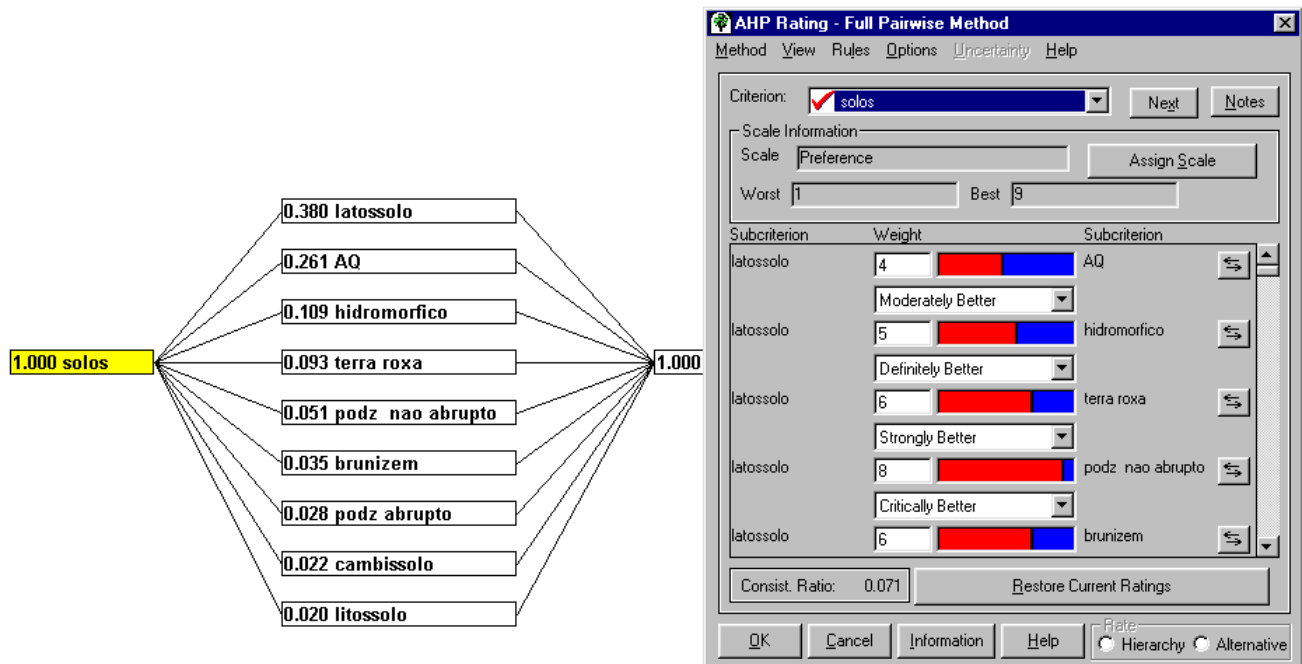 1.000 solos
0.380 latossolo
0.261 AQ
0.109 hidromorfico
0.093 terra roxa
0.051 podz nao abrupto
0.035 brunizem
0.028 podz abrupto
0.022 cambissolo
0.020 litossolo
1.000
AHP Rating - Full Pairwise Method
Method View Rules Options Uncertainty Help
Criterion: solos Next Notes
Scale Information
Scale Preference Assign Scale
Worst 1 Best 9
Subcriterion Weight Subcriterion
latossolo 4 AQ
Moderately Better
latossolo 5 hidromorfico
Definitely Better
latossolo 6 terra roxa
Strongly Better
latossolo 8 podz nao abrupto
Critically Better
latossolo 6 brunizem
Consist. Ratio: 0.071 Restore Current Ratings
OK Cancel Information Help Rate
Hierarchy Alternative